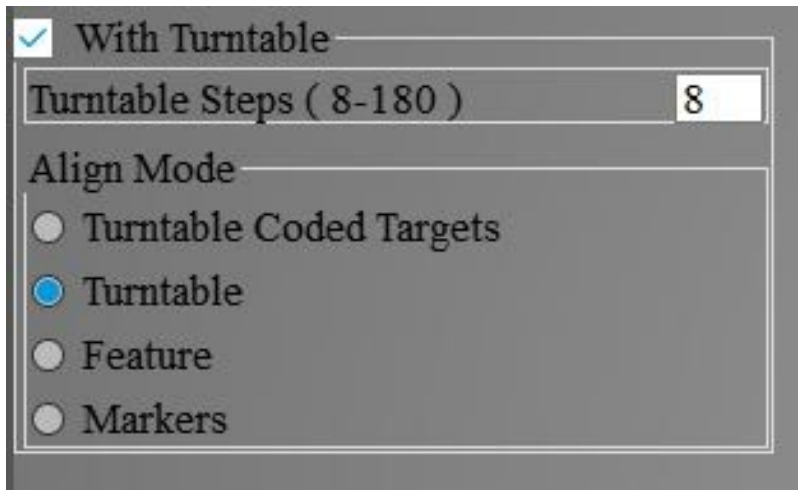 With Turntable
Turntable Steps ( 8-180 ) 8
Align Mode
Turntable Coded Targets
Turntable
Feature
Markers